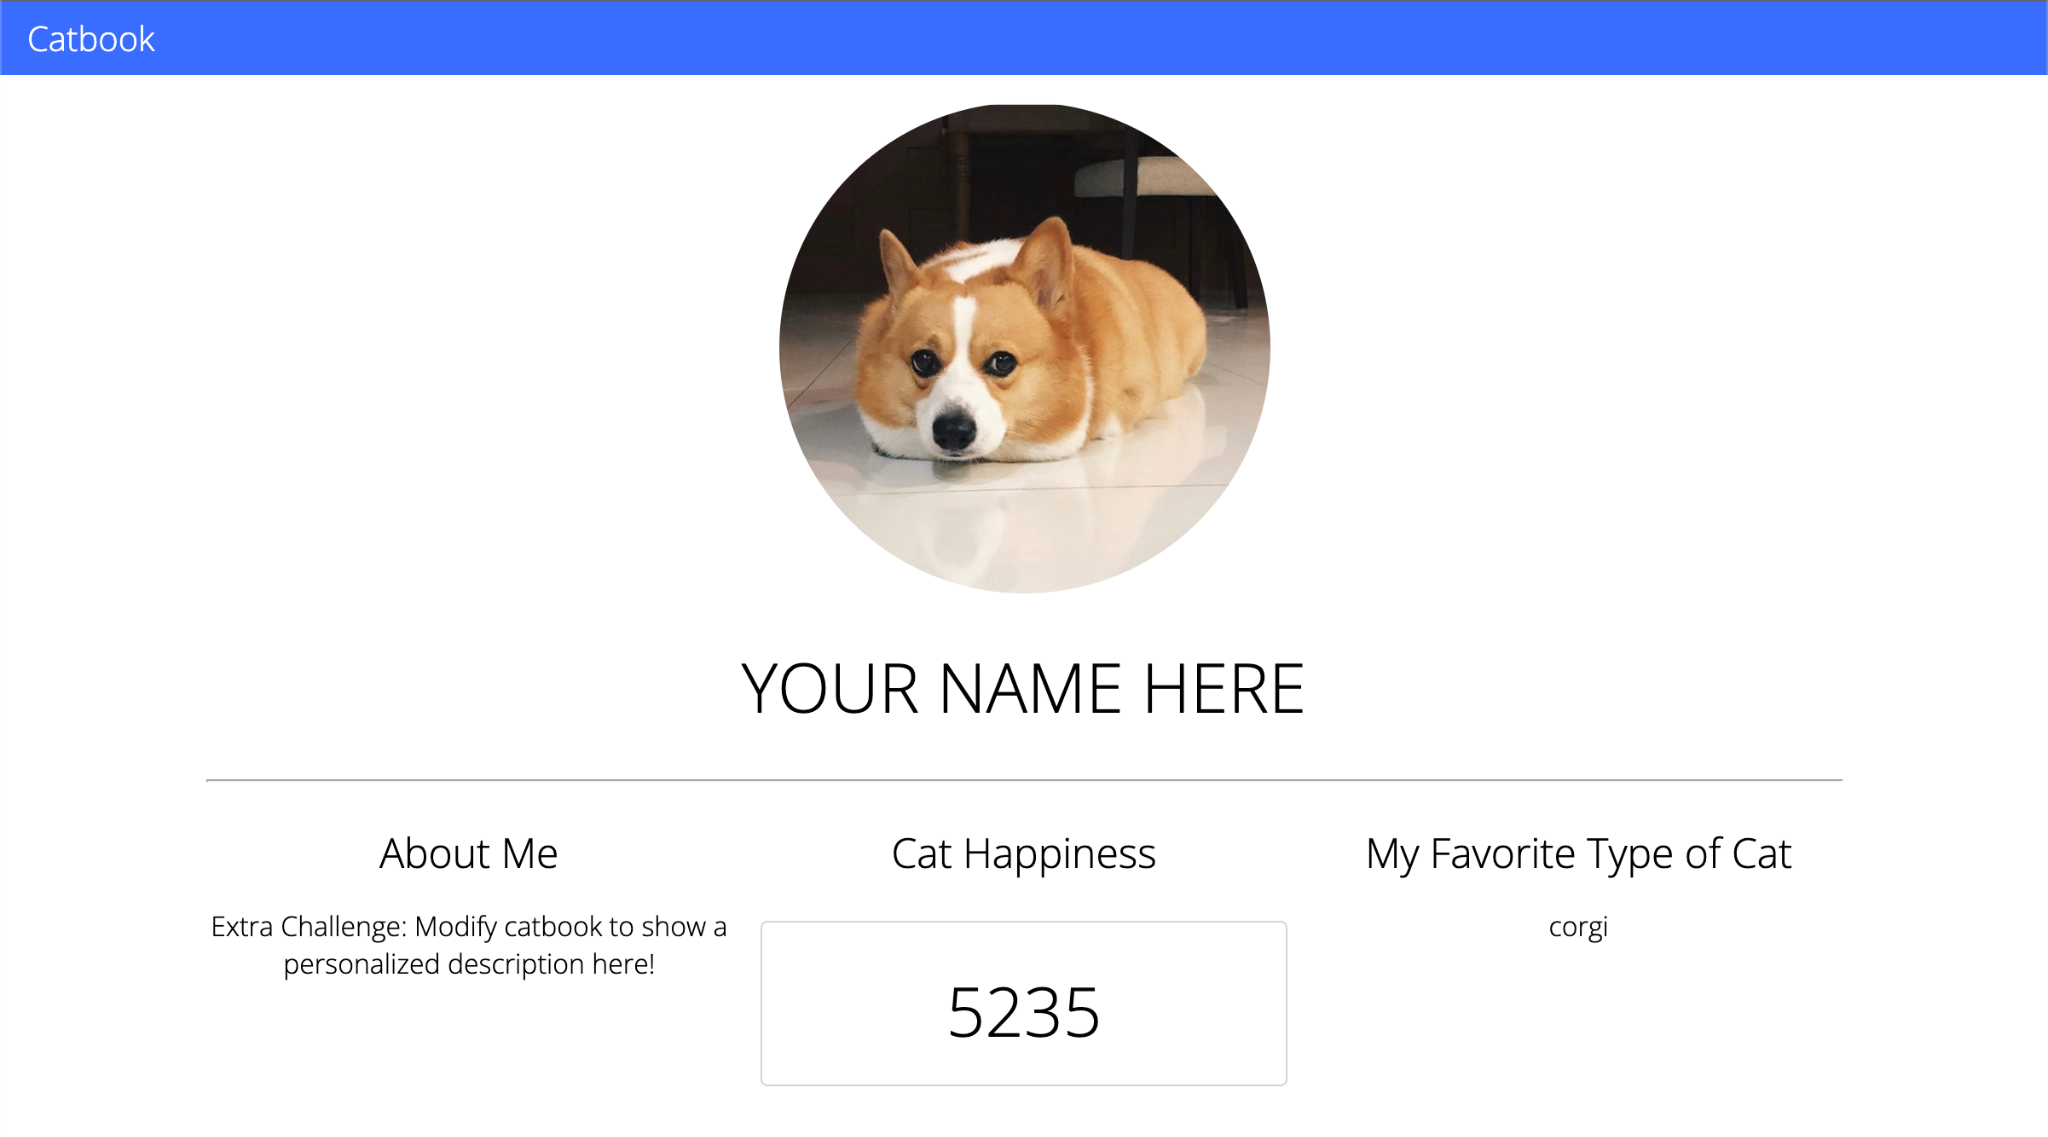 Catbook
YOUR NAME HERE
About Me
Extra Challenge: Modify catbook to show a
personalized description here!
Cat Happiness
5235
My Favorite Type of Cat
corgi